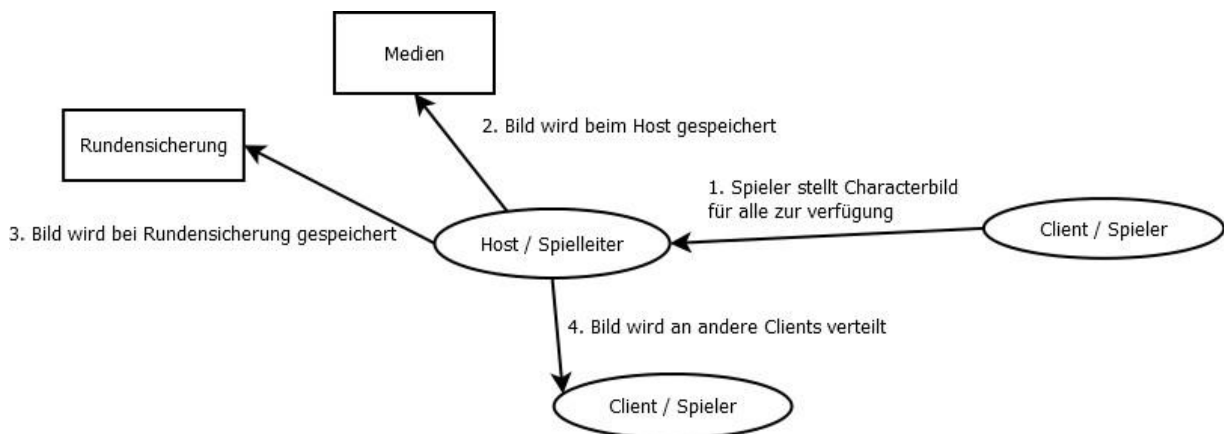 Medien
2. Bild wird beim Host gespeichert
Rundensicherung
1. Spieler stellt Characterbild
für alle zur verfügung
3. Bild wird bei Rundensicherung gespeichert
Host / Spielleiter
Client / Spieler
4. Bild wird an andere Clients verteilt
Client / Spieler